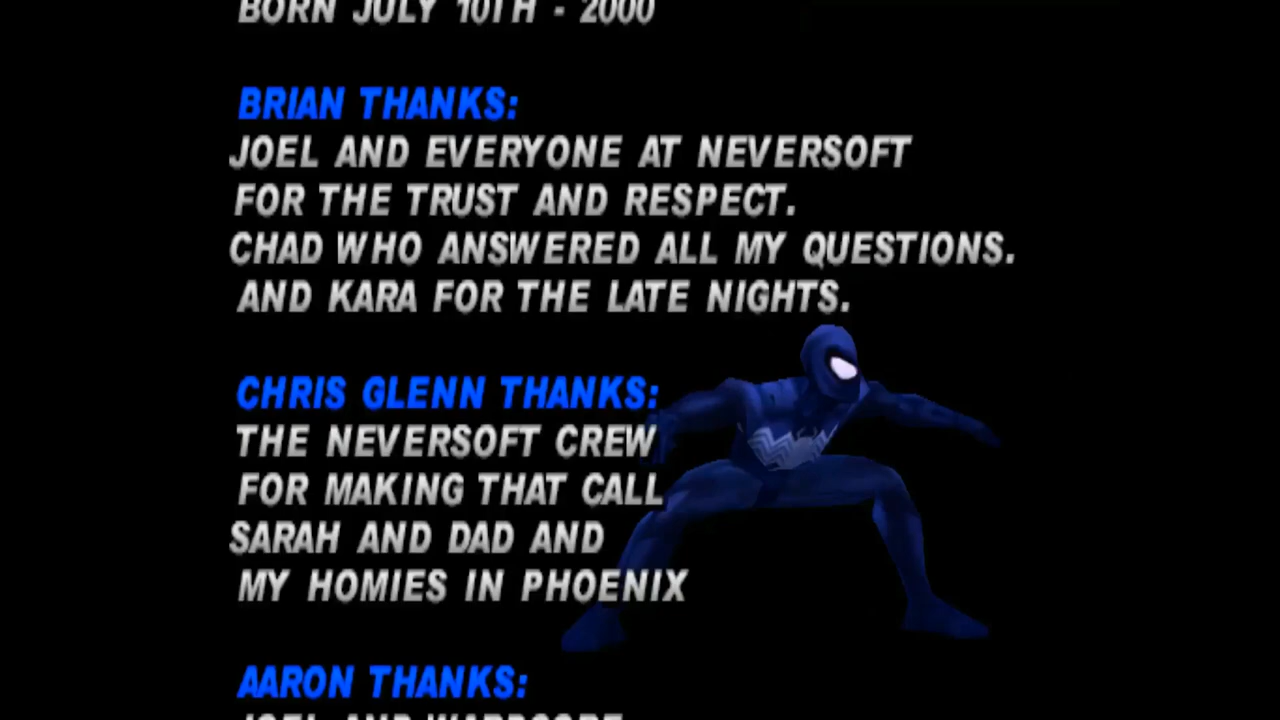 BORN JULY 10TH - 2000
BRIAN THANKS:
JOEL AND EVERYONE AT NEVERSOFT
FOR THE TRUST AND RESPECT.
CHAD WHO ANSWERED ALL MY QUESTIONS.
AND KARA FOR THE LATE NIGHTS.
CHRIS GLENN THANKS:
THE NEVERSOFT CREW
FOR MAKING THAT CALL
SARAH AND DAD AND
MY HOMIES IN PHOENIX
AARON THANKS:
JOEL AND